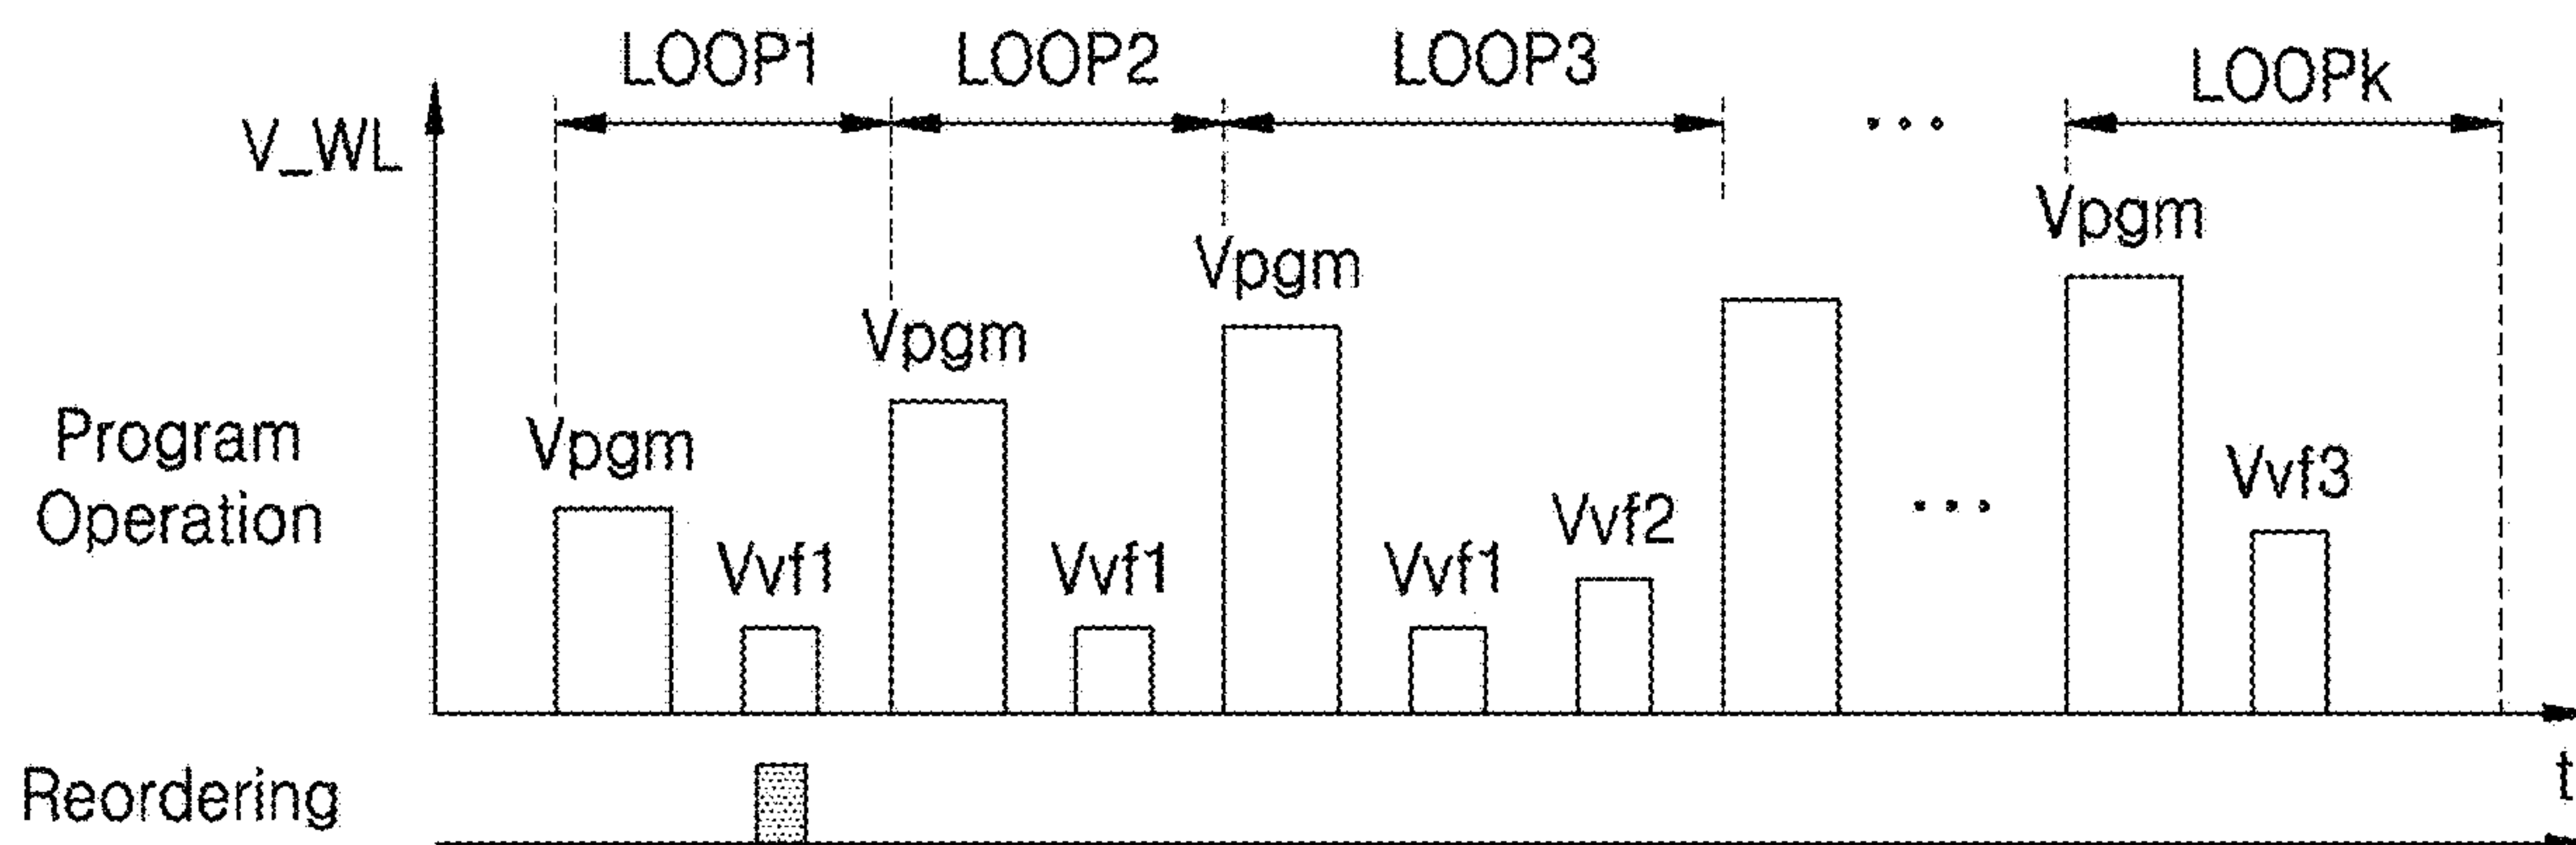 LOOP1 LOOP2 LOOP3 LOOPk
V_WL
...
Vpgm
Vpgm
Vpgm
Vpgm
Program
Operation
Vvf1
Vvf1
Vvf1
Vvf2
...
Vvf3
Reordering
t